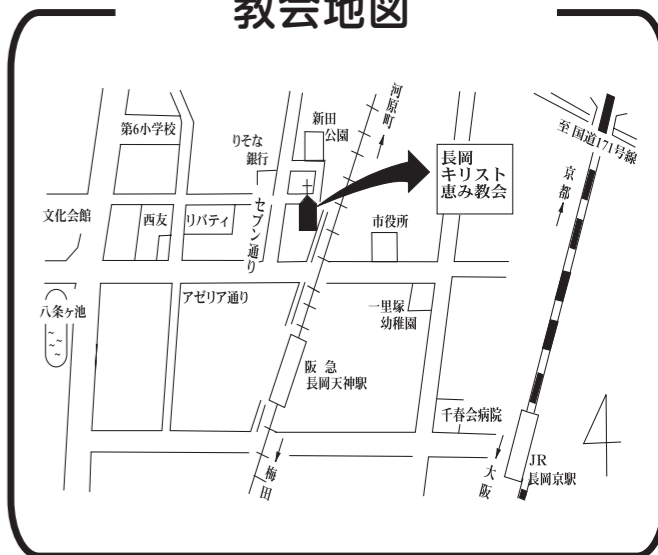 教会地図
河原町
新田
公園
第6小学校
りそな
銀行
至 国道171号線
長岡
キリスト
恵み教会
京都
文化会館
西友
リバティ
セブン通り
市役所
八条ヶ池
アゼリア通り
一里塚
幼稚園
阪 急
長岡天神駅
千春会病院
梅田
大阪
JR
長岡京駅